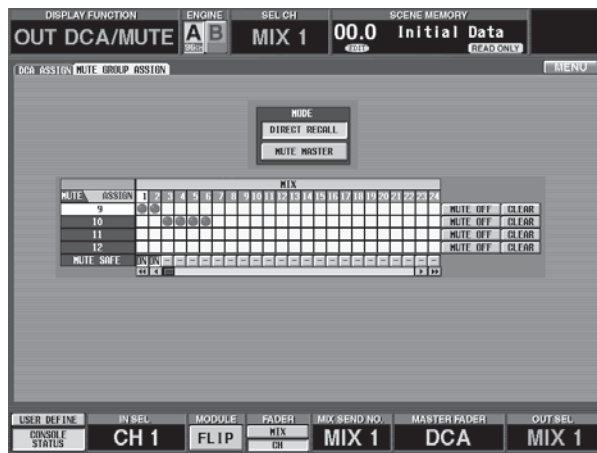 DISPLAY FUNCTION ENGINE SEL CH SCENE MEMORY
OUT DCA/MUTE A B MIX 1 00.0 Initial Data
96kHz EDIT READ ONLY
DCA ASSIGN MUTE GROUP ASSIGN MENU
MODE
DIRECT RECALL
MUTE MASTER
MIX
MUTE ASSIGN 1 2 3 4 5 6 7 8 9 10 11 12 13 14 15 16 17 18 19 20 21 22 23 24
9 MUTE OFF CLEAR
10 MUTE OFF CLEAR
11 MUTE OFF CLEAR
12 MUTE OFF CLEAR
MUTE SAFE IN IN - - - - - - - - - - - - - - - - - - - - - -
USER DEFINE IN SEL MODULE FADER MIX SEND NO. MASTER FADER OUT SEL
CONSOLE STATUS CH 1 FLIP MIX CH MIX 1 DCA MIX 1